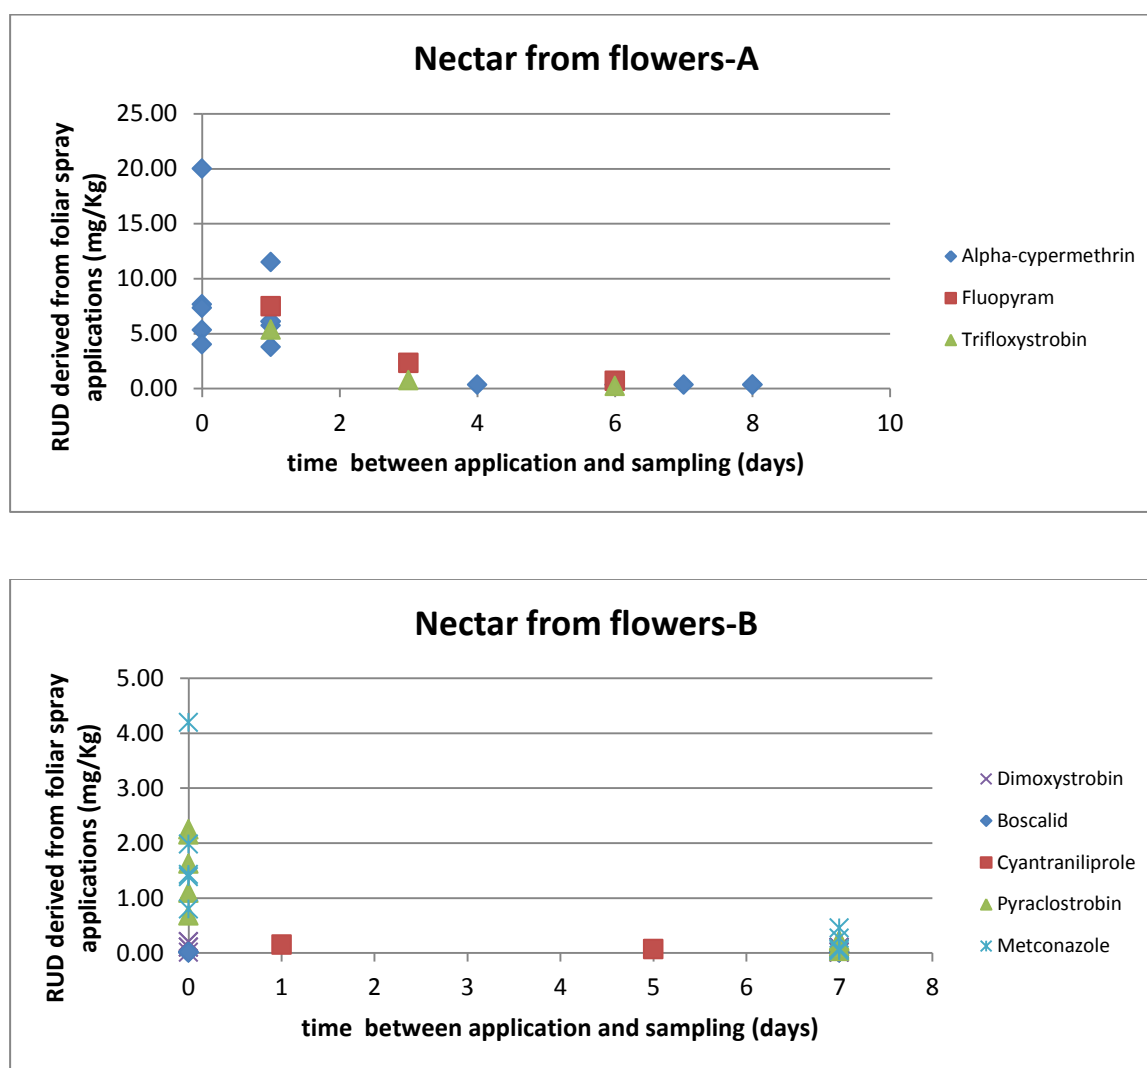 Nectar from flowers-A
RUD derived from foliar spray
applications (mg/Kg)
25.00
20.00
15.00
10.00
5.00
0.00
0 2 4 6 8 10
time between application and sampling (days)
Alpha-cypermethrin
Fluopyram
Trifloxystrobin
Nectar from flowers-B
RUD derived from foliar spray
applications (mg/Kg)
5.00
4.00
3.00
2.00
1.00
0.00
0 1 2 3 4 5 6 7 8
time between application and sampling (days)
Dimoxystrobin
Boscalid
Cyantraniliprole
Pyraclostrobin
Metconazole